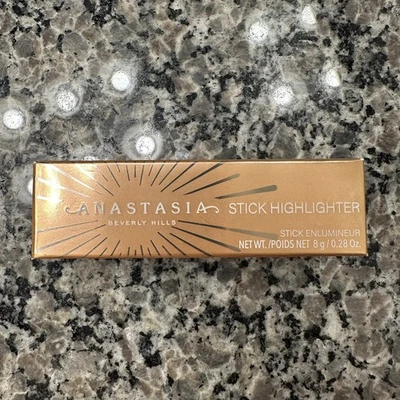 ANASTASIA
BEVERLY HILLS
STICK HIGHLIGHTER
STICK ENLUMINEUR
NET WT./POIDS NET 8 g / 0.28 Oz.